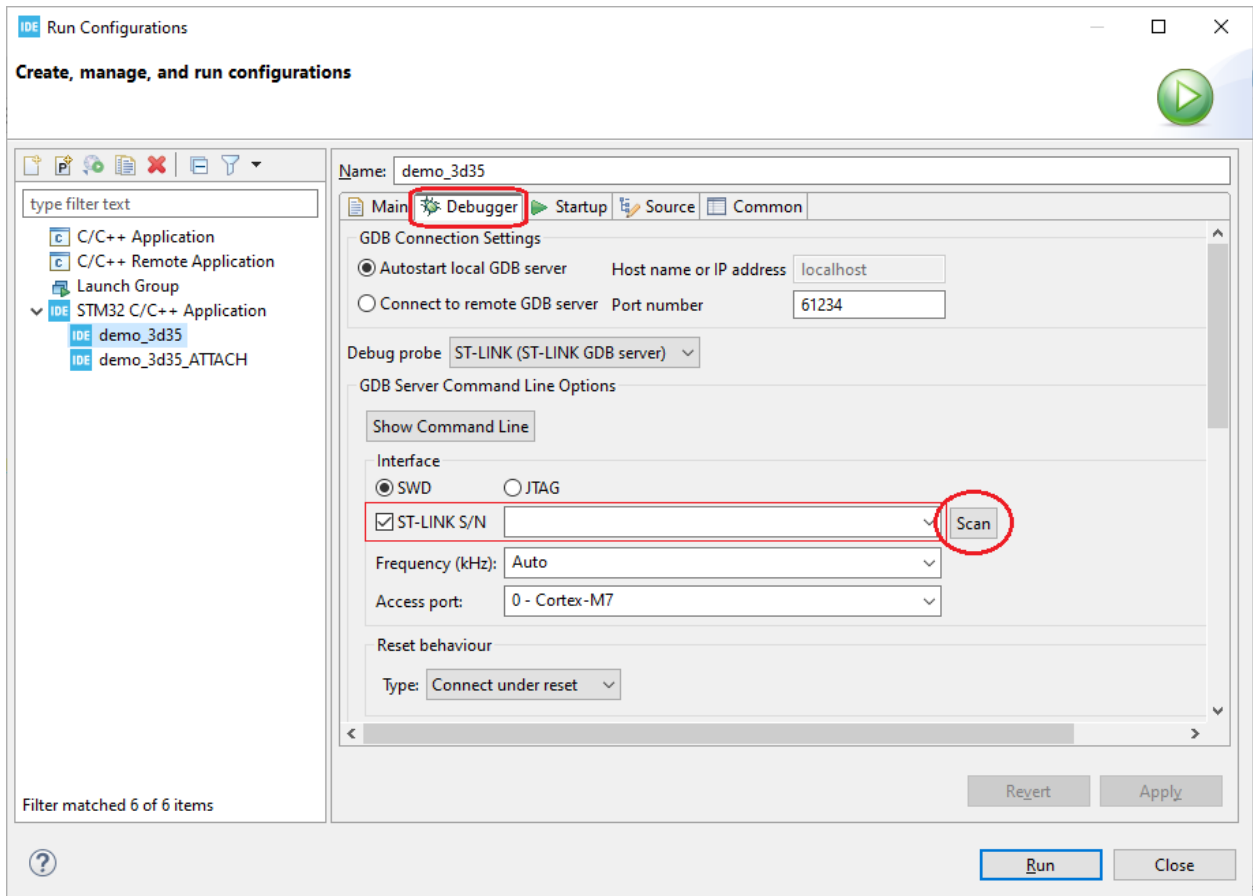 IDE Run Configurations
Create, manage, and run configurations
P
Name: demo_3d35
type filter text
Main Debugger Startup Source Common
c C/C++ Application
c C/C++ Remote Application
Launch Group
IDE STM32 C/C++ Application
IDE demo_3d35
IDE demo_3d35_ATTACH
GDB Connection Settings
Autostart local GDB server Host name or IP address localhost
Connect to remote GDB server Port number 61234
Debug probe ST-LINK (ST-LINK GDB server)
GDB Server Command Line Options
Show Command Line
Interface
SWD JTAG
ST-LINK S/N Scan
Frequency (kHz): Auto
Access port: 0 - Cortex-M7
Reset behaviour
Type: Connect under reset
Filter matched 6 of 6 items
Revert Apply
? Run Close